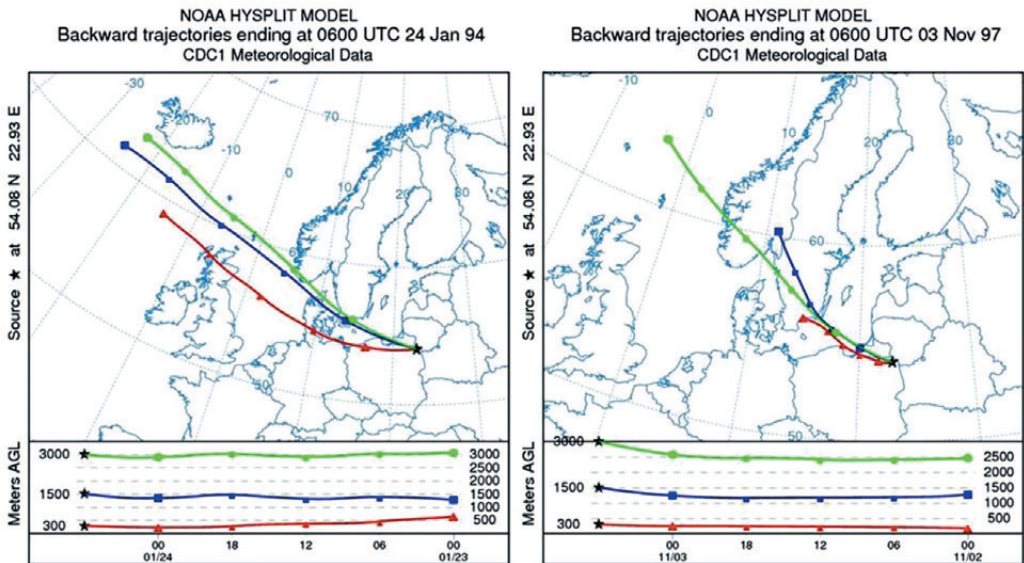 NOAA HYSPLIT MODEL
Backward trajectories ending at 0600 UTC 24 Jan 94
CDC1 Meteorological Data
Source ★ at 54.08 N 22.93 E
-30
-20
-10
0
10
20
30
70
60
Meters AGL
3000
1500
300
3000
2500
2000
1500
1000
500
00 18 12 06 00
01/24 01/23
NOAA HYSPLIT MODEL
Backward trajectories ending at 0600 UTC 03 Nov 97
CDC1 Meteorological Data
Source ★ at 54.08 N 22.93 E
-10
0
10
20
30
60
50
Meters AGL
3000
1500
300
2500
2000
1500
1000
500
00 18 12 06 00
11/03 11/02